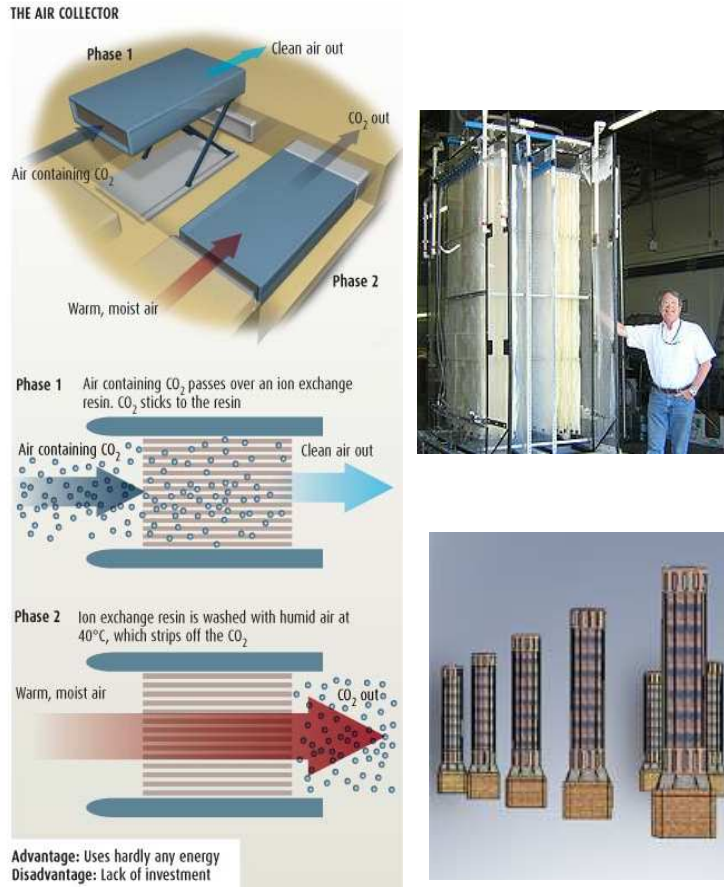 THE AIR COLLECTOR
Phase 1
Clean air out
CO₂ out
Air containing CO₂
Phase 2
Warm, moist air
Phase 1 Air containing CO₂ passes over an ion exchange
resin. CO₂ sticks to the resin
Air containing CO₂
Clean air out
Phase 2 Ion exchange resin is washed with humid air at
40°C, which strips off the CO₂
Warm, moist air
CO₂ out
Advantage: Uses hardly any energy
Disadvantage: Lack of investment